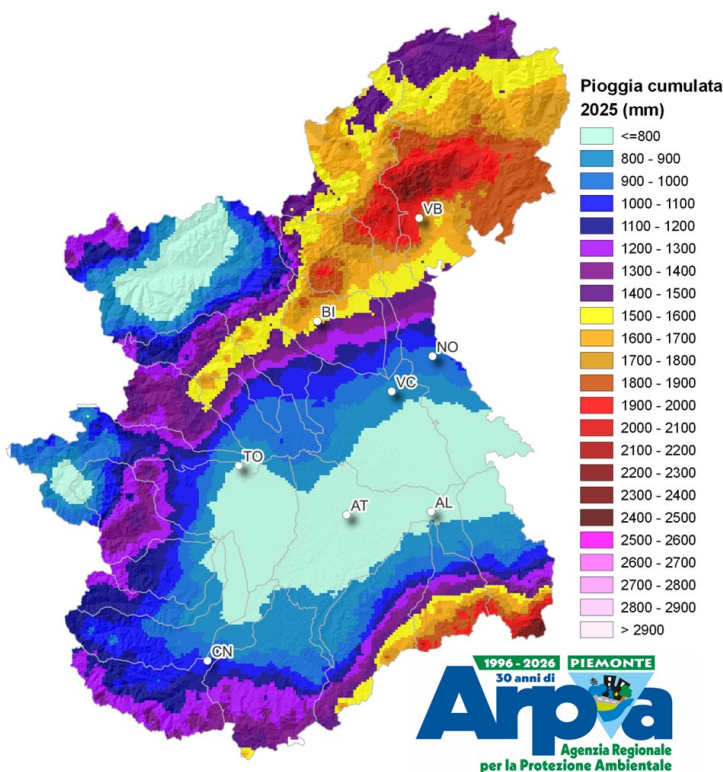 Pioggia cumulata
2025 (mm)
<=800
800 - 900
900 - 1000
1000 - 1100
1100 - 1200
1200 - 1300
1300 - 1400
1400 - 1500
1500 - 1600
1600 - 1700
1700 - 1800
1800 - 1900
1900 - 2000
2000 - 2100
2100 - 2200
2200 - 2300
2300 - 2400
2400 - 2500
2500 - 2600
2600 - 2700
2700 - 2800
2800 - 2900
> 2900
VB
BI
NO
VC
TO
AT
AL
CN
1996 - 2026 PIEMONTE
30 anni di
Arpa
Agenzia Regionale
per la Protezione Ambientale